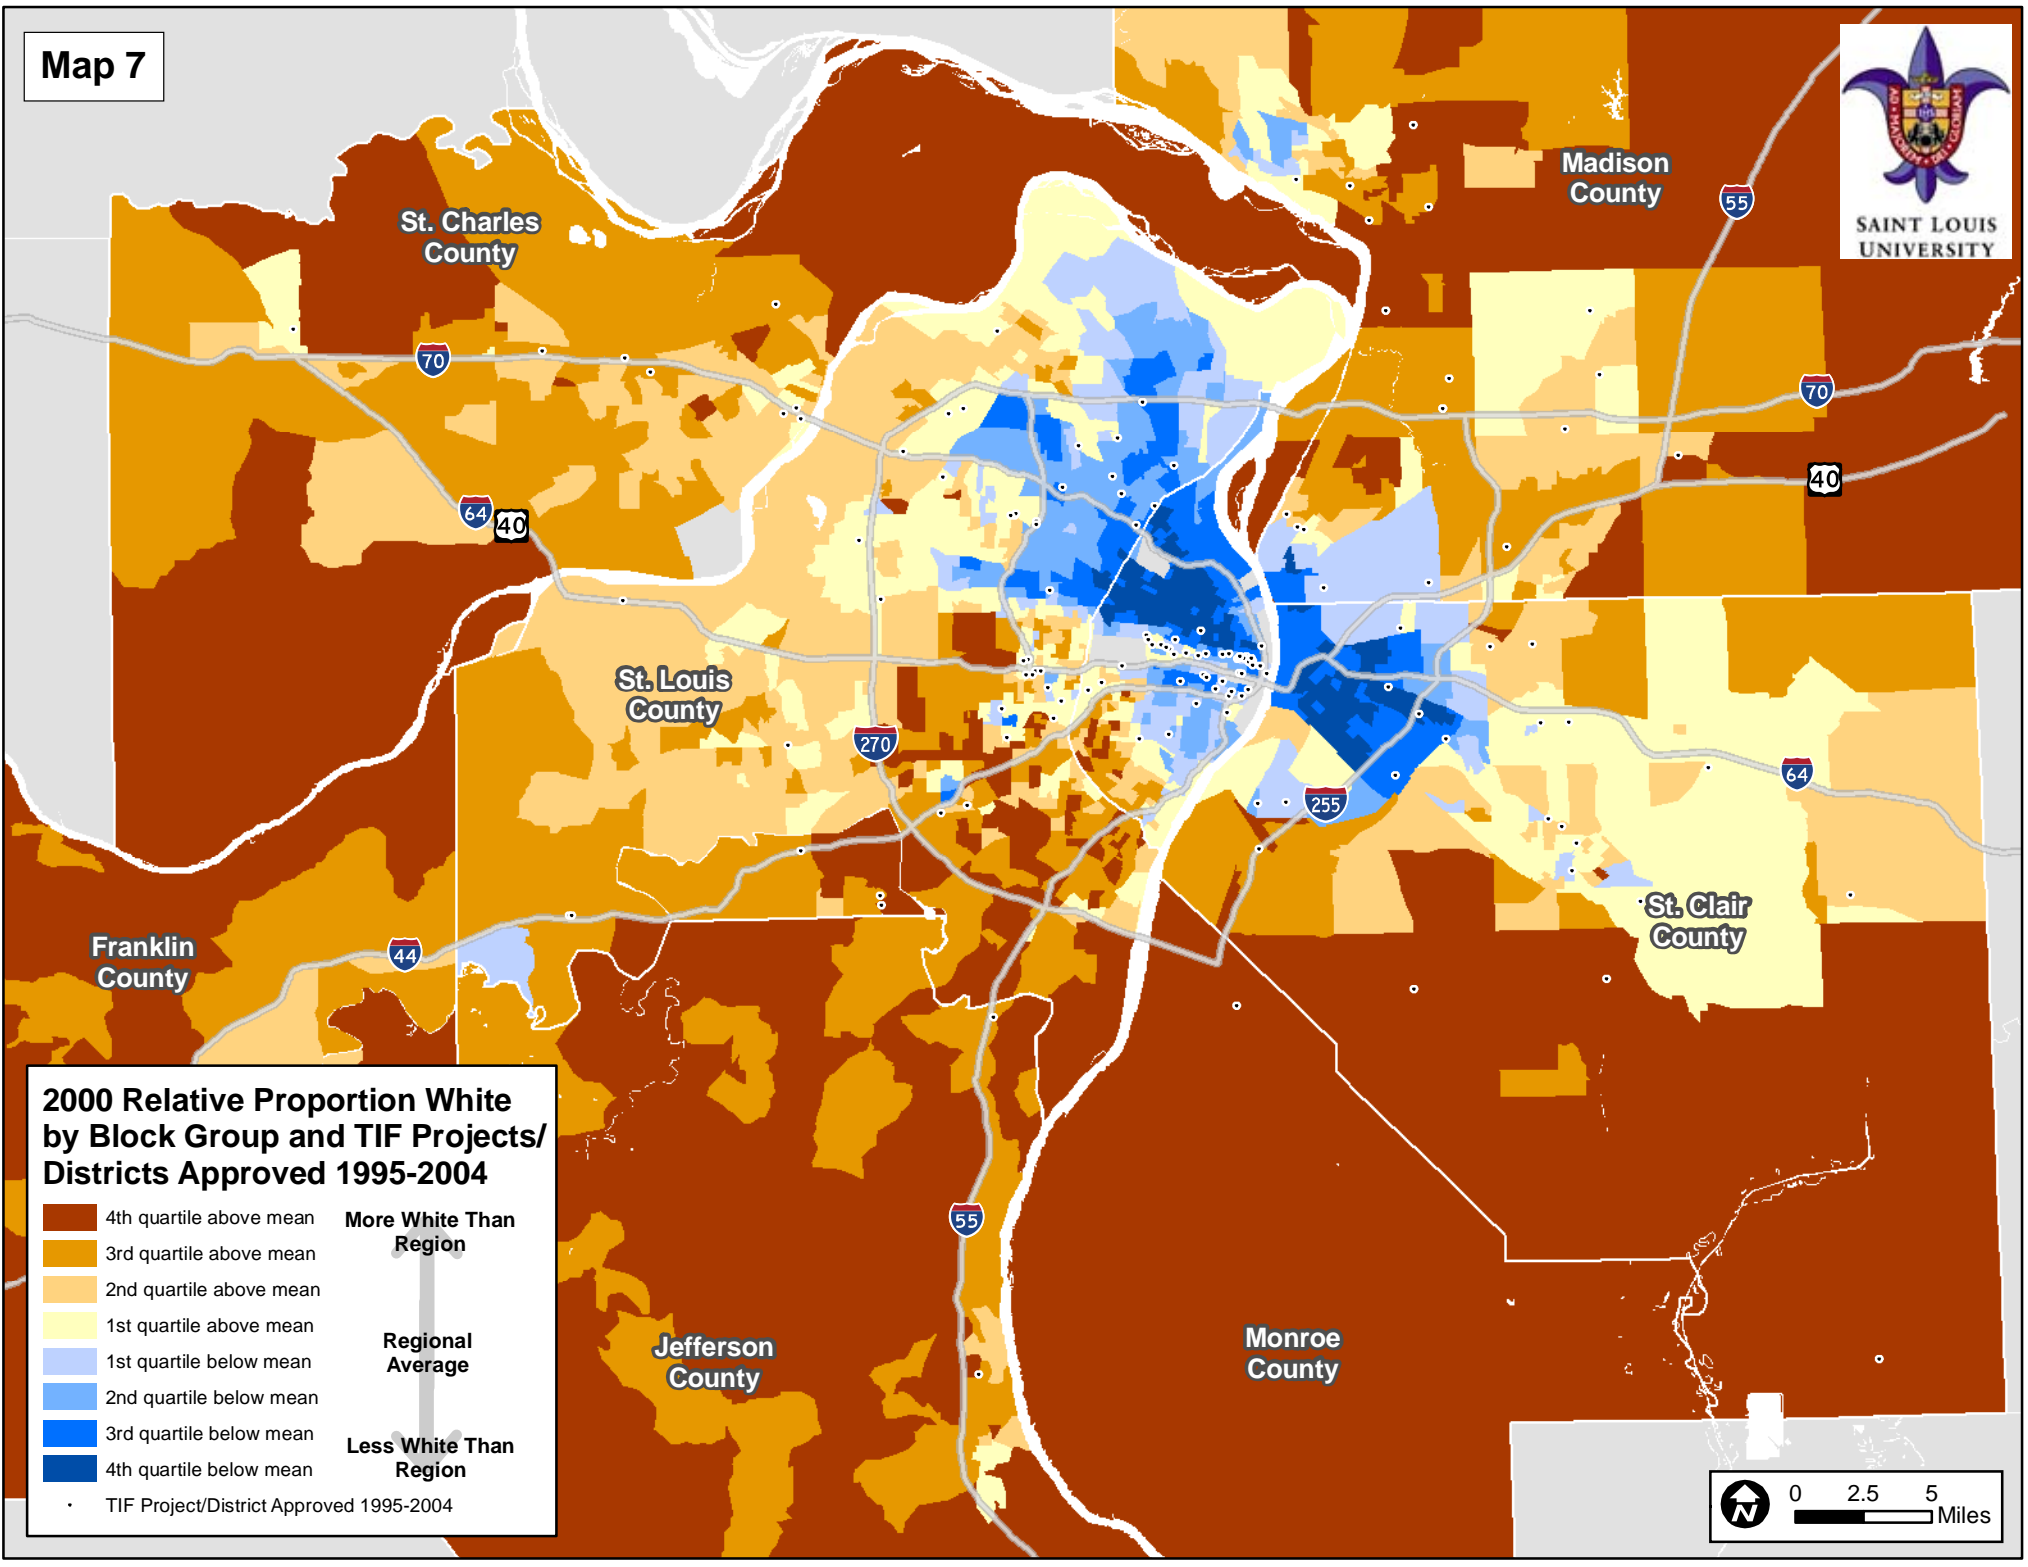 Map 7
SAINT LOUIS
UNIVERSITY
Madison
County
55
St. Charles
County
70
70
64
40
40
St. Louis
County
270
64
255
St. Clair
County
Franklin
County
44
2000 Relative Proportion White
by Block Group and TIF Projects/
Districts Approved 1995-2004
4th quartile above mean
3rd quartile above mean
2nd quartile above mean
1st quartile above mean
1st quartile below mean
2nd quartile below mean
3rd quartile below mean
4th quartile below mean
TIF Project/District Approved 1995-2004
More White Than
Region
Regional
Average
Less White Than
Region
55
Jefferson
County
Monroe
County
N
0 2.5 5
Miles